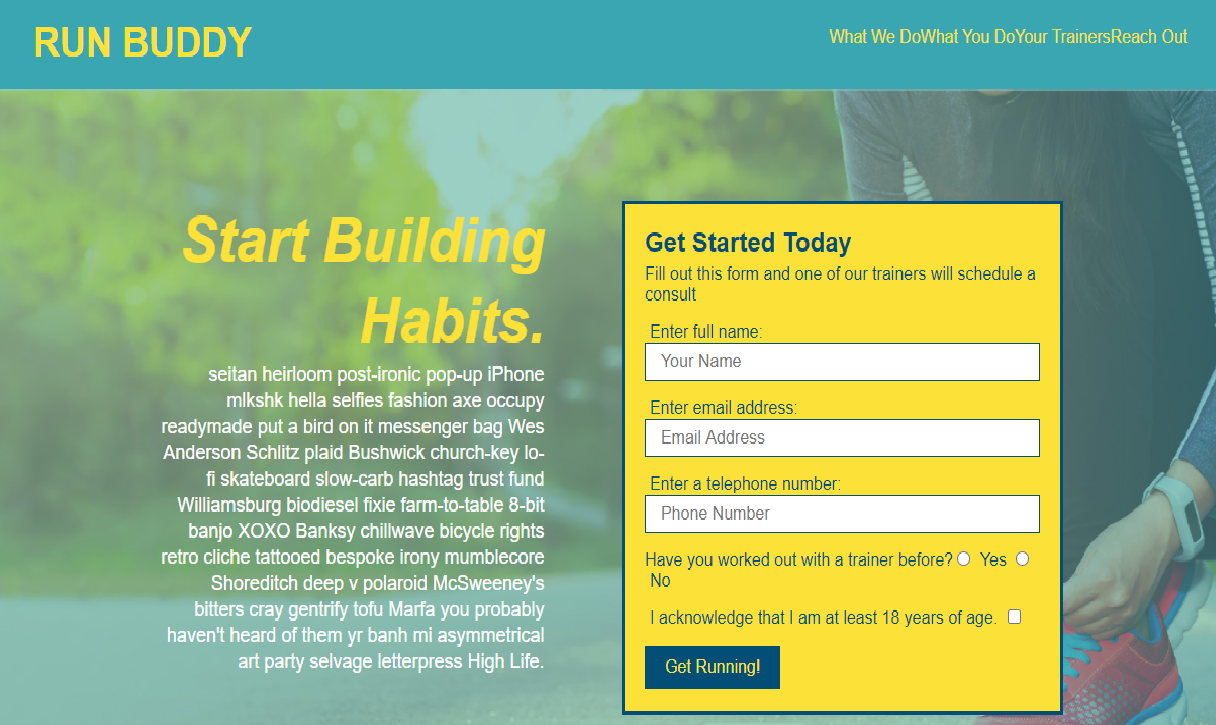 RUN BUDDY
What We DoWhat You DoYour TrainersReach Out
Start Building
Habits.
seitan heirloom post-ironic pop-up iPhone
mlkshk hella selfies fashion axe occupy
readymade put a bird on it messenger bag Wes
Anderson Schlitz plaid Bushwick church-key lo-
fi skateboard slow-carb hashtag trust fund
Williamsburg biodiesel fixie farm-to-table 8-bit
banjo XOXO Banksy chillwave bicycle rights
retro cliche tattooed bespoke irony mumblecore
Shoreditch deep v polaroid McSweeney's
bitters cray gentrify tofu Marfa you probably
haven't heard of them yr banh mi asymmetrical
art party selvage letterpress High Life.
Get Started Today
Fill out this form and one of our trainers will schedule a
consult
Enter full name:
Your Name
Enter email address:
Email Address
Enter a telephone number:
Phone Number
Have you worked out with a trainer before? Yes
No
I acknowledge that I am at least 18 years of age.
Get Running!